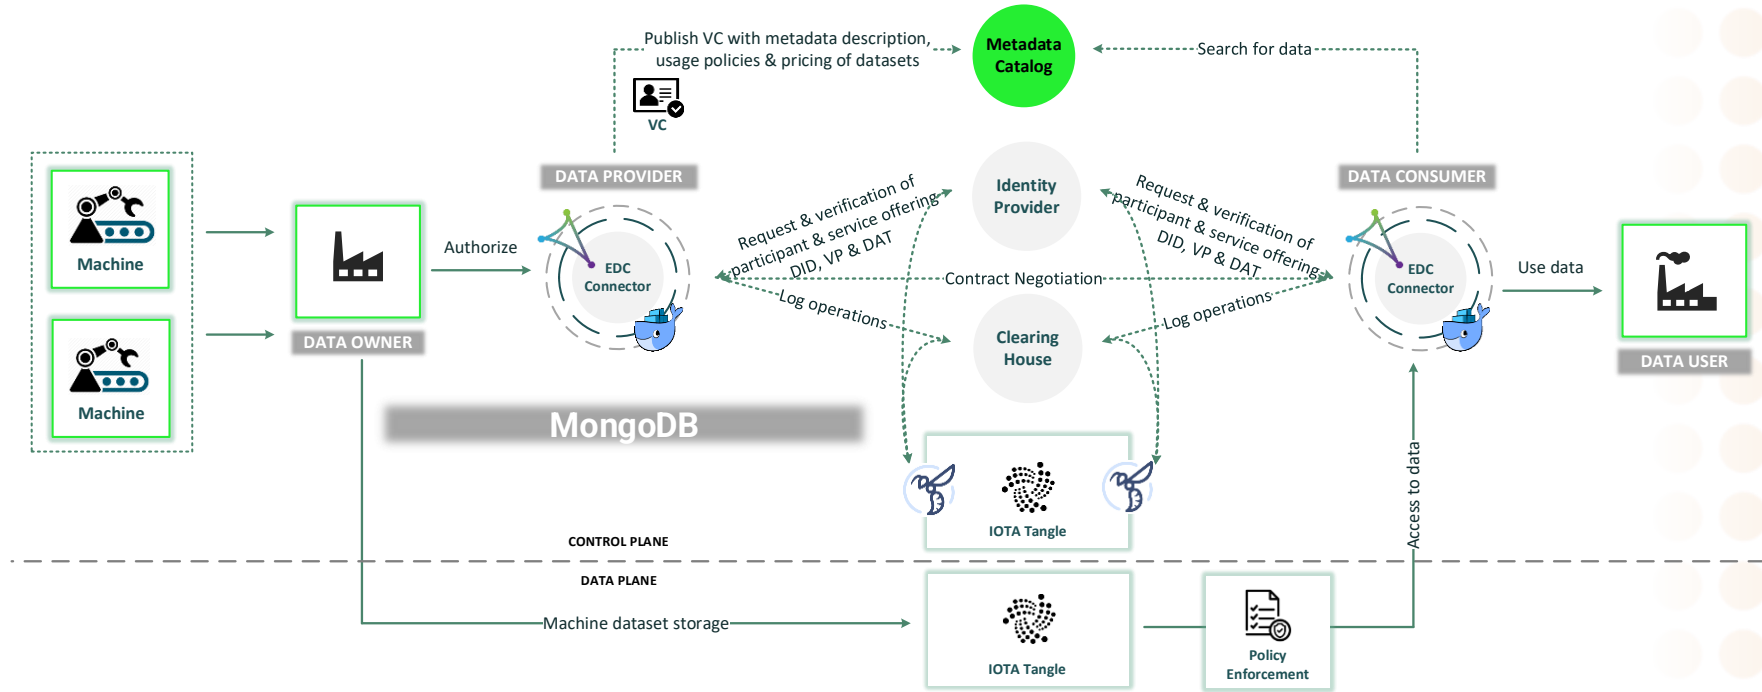 Publish VC with metadata description,
usage policies & pricing of datasets
VC
Metadata
Catalog
Search for data
DATA PROVIDER
DATA CONSUMER
Machine
Machine
DATA OWNER
Authorize
EDC
Connector
Request & verification of
participant & service offering
DID, VP & DAT
Identity
Provider
Request & verification of
participant & service offering
DID, VP & DAT
Contract Negotiation
Log operations
Clearing
House
Log operations
EDC
Connector
Use data
DATA USER
MongoDB
IOTA Tangle
Access to data
CONTROL PLANE
DATA PLANE
Machine dataset storage
IOTA Tangle
Policy
Enforcement